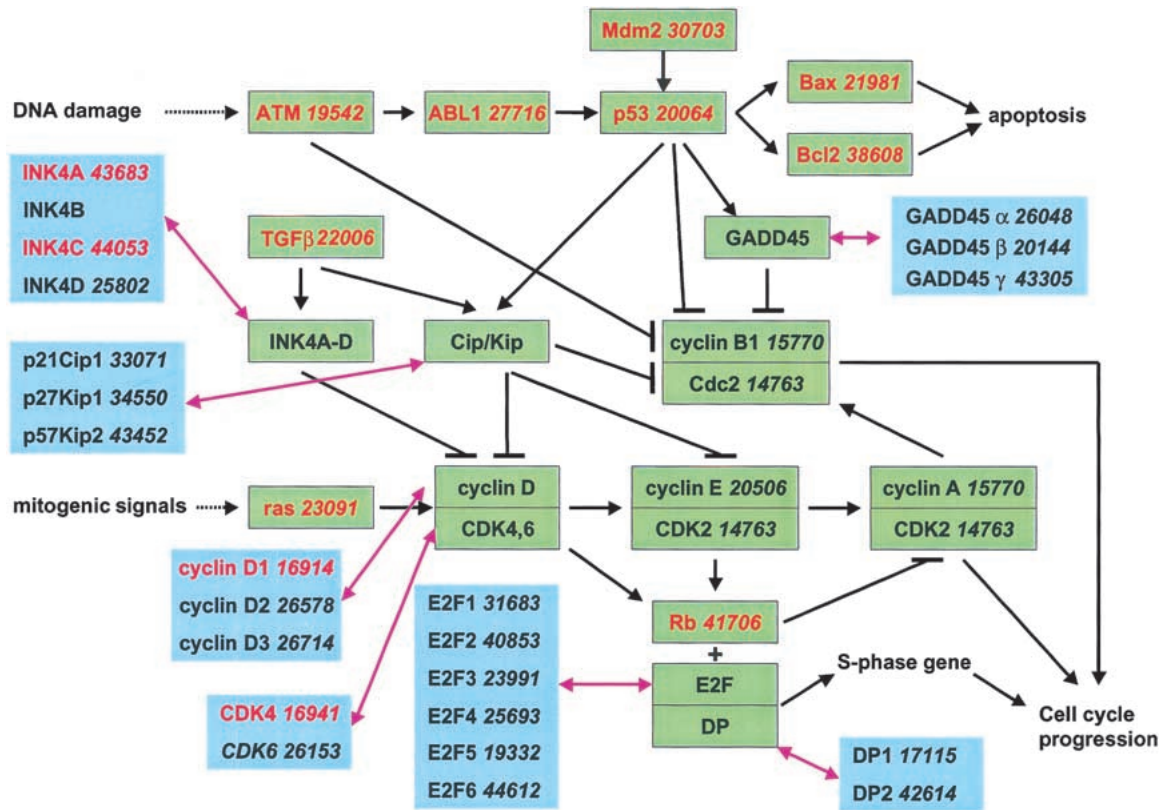 Mdm2 30703
DNA damage
ATM 19542
ABL1 27716
p53 20064
Bax 21981
Bcl2 38608
apoptosis
INK4A 43683
INK4B
INK4C 44053
INK4D 25802
TGFβ 22006
GADD45
GADD45 α 26048
GADD45 β 20144
GADD45 γ 43305
INK4A-D
Cip/Kip
cyclin B1 15770
Cdc2 14763
p21Cip1 33071
p27Kip1 34550
p57Kip2 43452
mitogenic signals
ras 23091
cyclin D
CDK4,6
cyclin E 20506
CDK2 14763
cyclin A 15770
CDK2 14763
cyclin D1 16914
cyclin D2 26578
cyclin D3 26714
CDK4 16941
CDK6 26153
E2F1 31683
E2F2 40853
E2F3 23991
E2F4 25693
E2F5 19332
E2F6 44612
Rb 41706
+
E2F
DP
S-phase gene
Cell cycle
progression
DP1 17115
DP2 42614